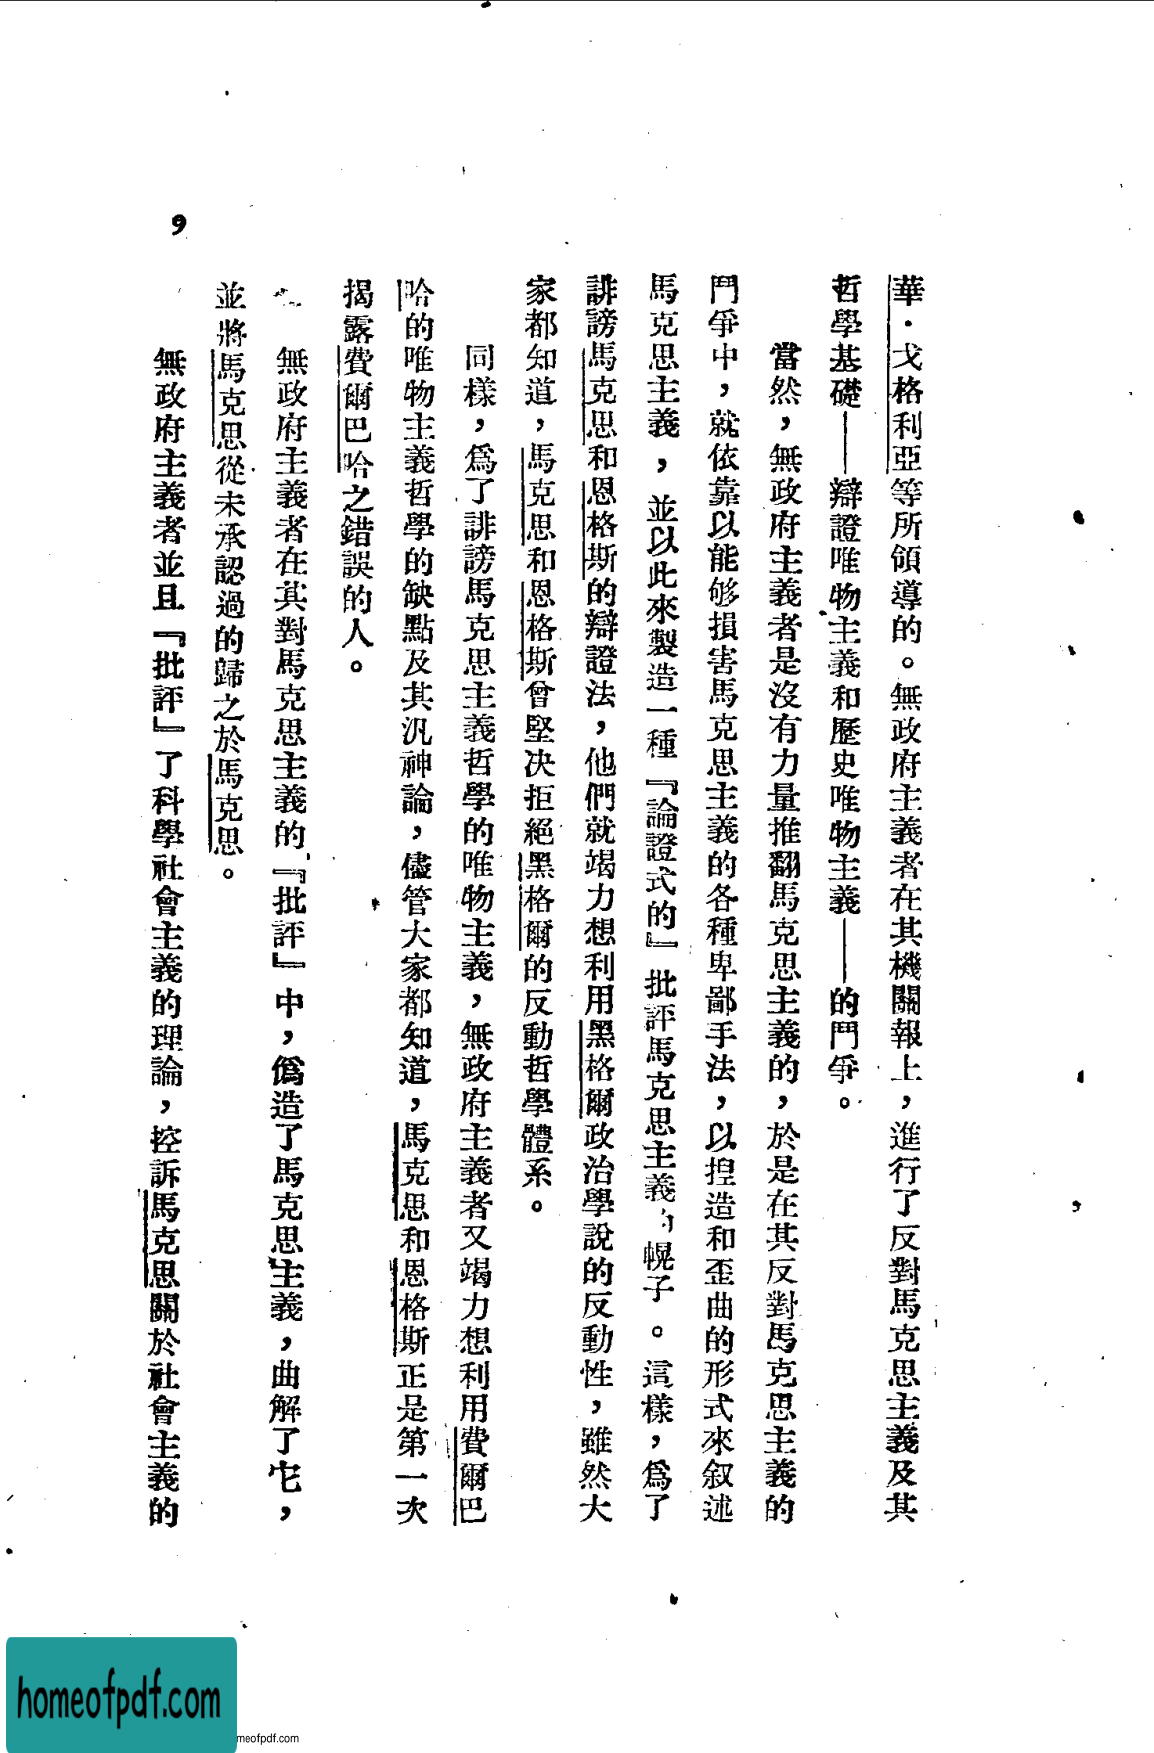 華·戈格利亞等所領導的。無政府主義者在其機關報上，進行了反對馬克思主義及其
哲學基礎——辯證唯物主義和歷史唯物主義——的鬥爭。
當然，無政府主義者是沒有力量推翻馬克思主義的，於是在其反對馬克思主義的
鬥爭中，就依靠以能够損害馬克思主義的各種卑鄙手法，以揑造和歪曲的形式來叙述
馬克思主義，並以此來製造一種『論證式的』批評馬克思主義的幌子。這樣，爲了
誹謗馬克思和恩格斯的辯證法，他們就竭力想利用黑格爾政治學說的反動性，雖然大
家都知道，馬克思和恩格斯曾堅决拒絕黑格爾的反動哲學體系。
同樣，爲了誹謗馬克思主義哲學的唯物主義，無政府主義者又竭力想利用費爾巴
哈的唯物主義哲學的缺點及其汎神論，儘管大家都知道，馬克思和恩格斯正是第一次
揭露費爾巴哈之錯誤的人。
無政府主義者在其對馬克思主義的『批評』中，僞造了馬克思主義，曲解了它，
並將馬克思從未承認過的歸之於馬克思。
無政府主義者並且『批評』了科學社會主義的理論，控訴馬克思關於社會主義的
9
homeofpdf.com
meofpdf.com